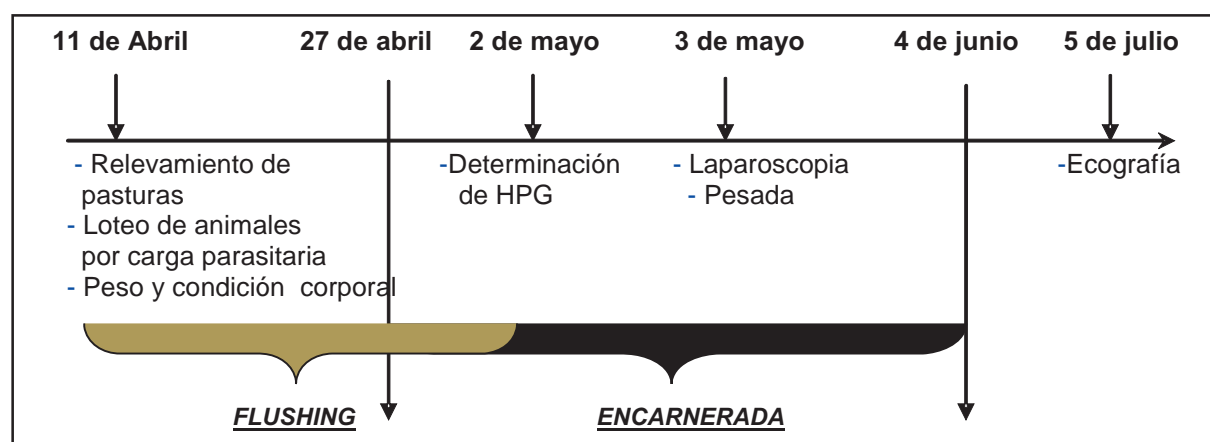 11 de Abril 27 de abril 2 de mayo 3 de mayo 4 de junio 5 de julio
- Relevamiento de
pasturas
- Loteo de animales
por carga parasitaria
- Peso y condición corporal
-Determinación
de HPG
- Laparoscopia
- Pesada
-Ecografía
FLUSHING
ENCARNERADA